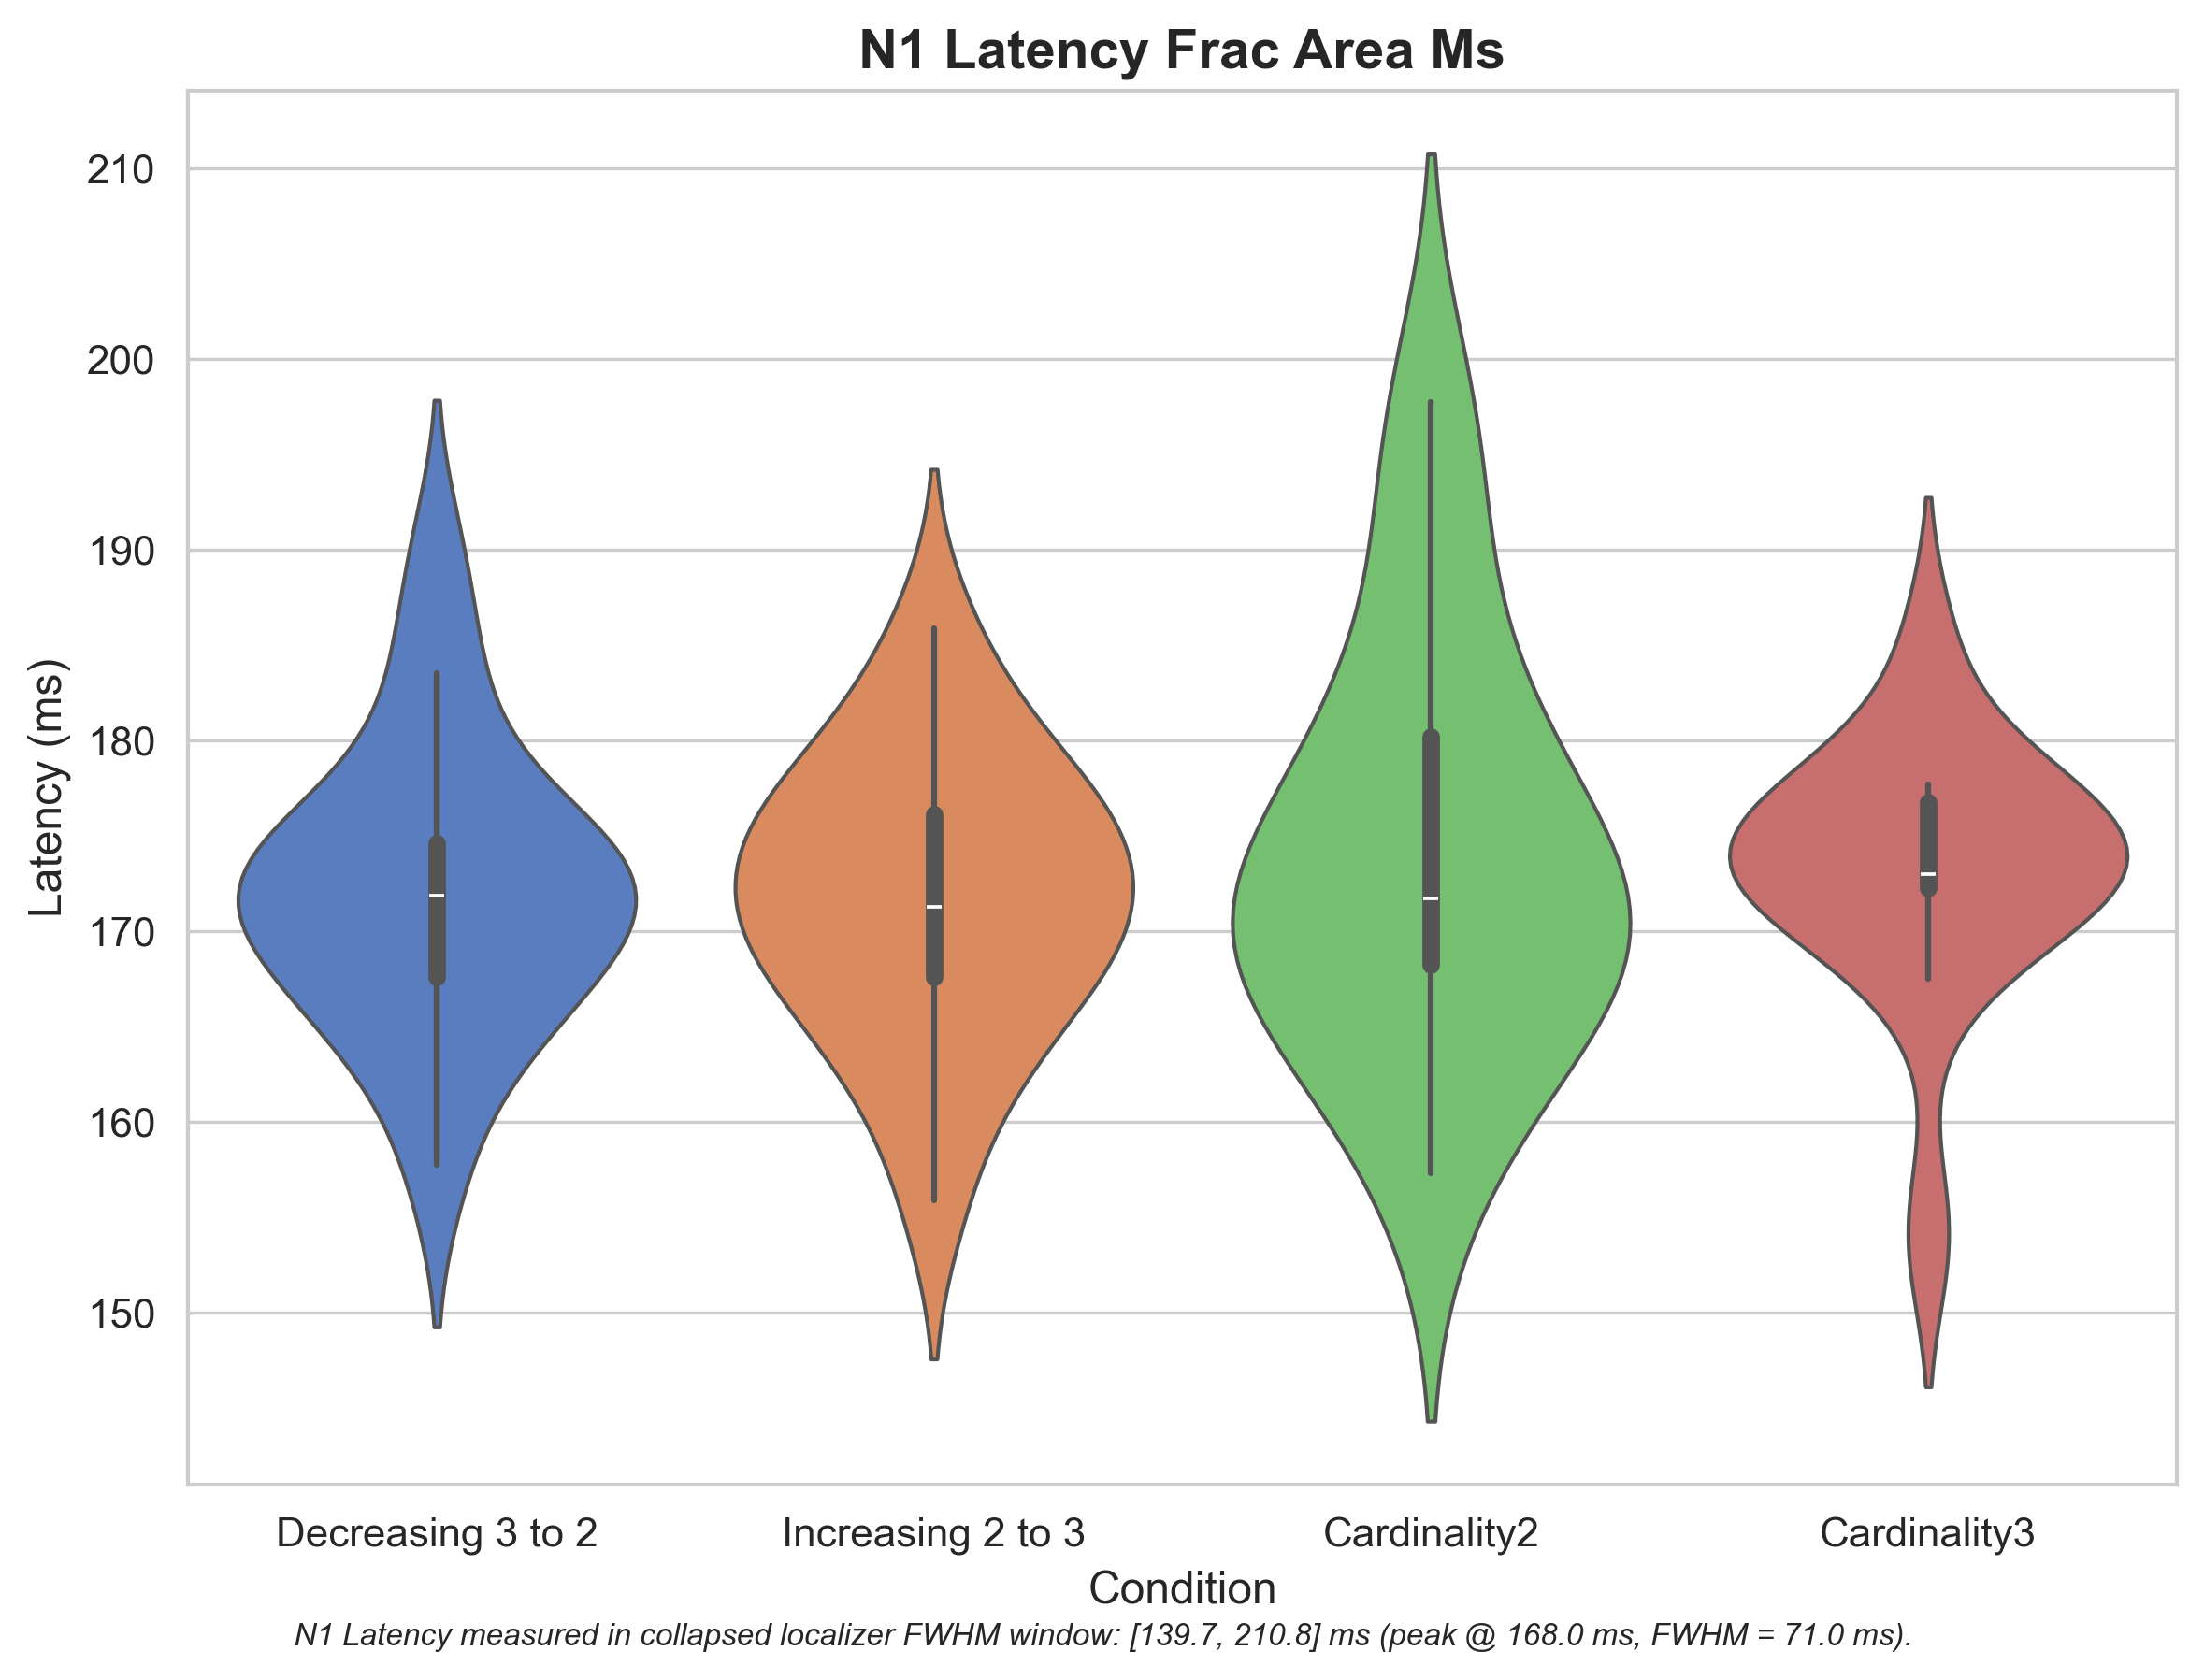 N1 Latency Frac Area Ms
Latency (ms)
210
200
190
180
170
160
150
Decreasing 3 to 2
Increasing 2 to 3
Cardinality2
Cardinality3
Condition
N1 Latency measured in collapsed localizer FWHM window: [139.7, 210.8] ms (peak @ 168.0 ms, FWHM = 71.0 ms).